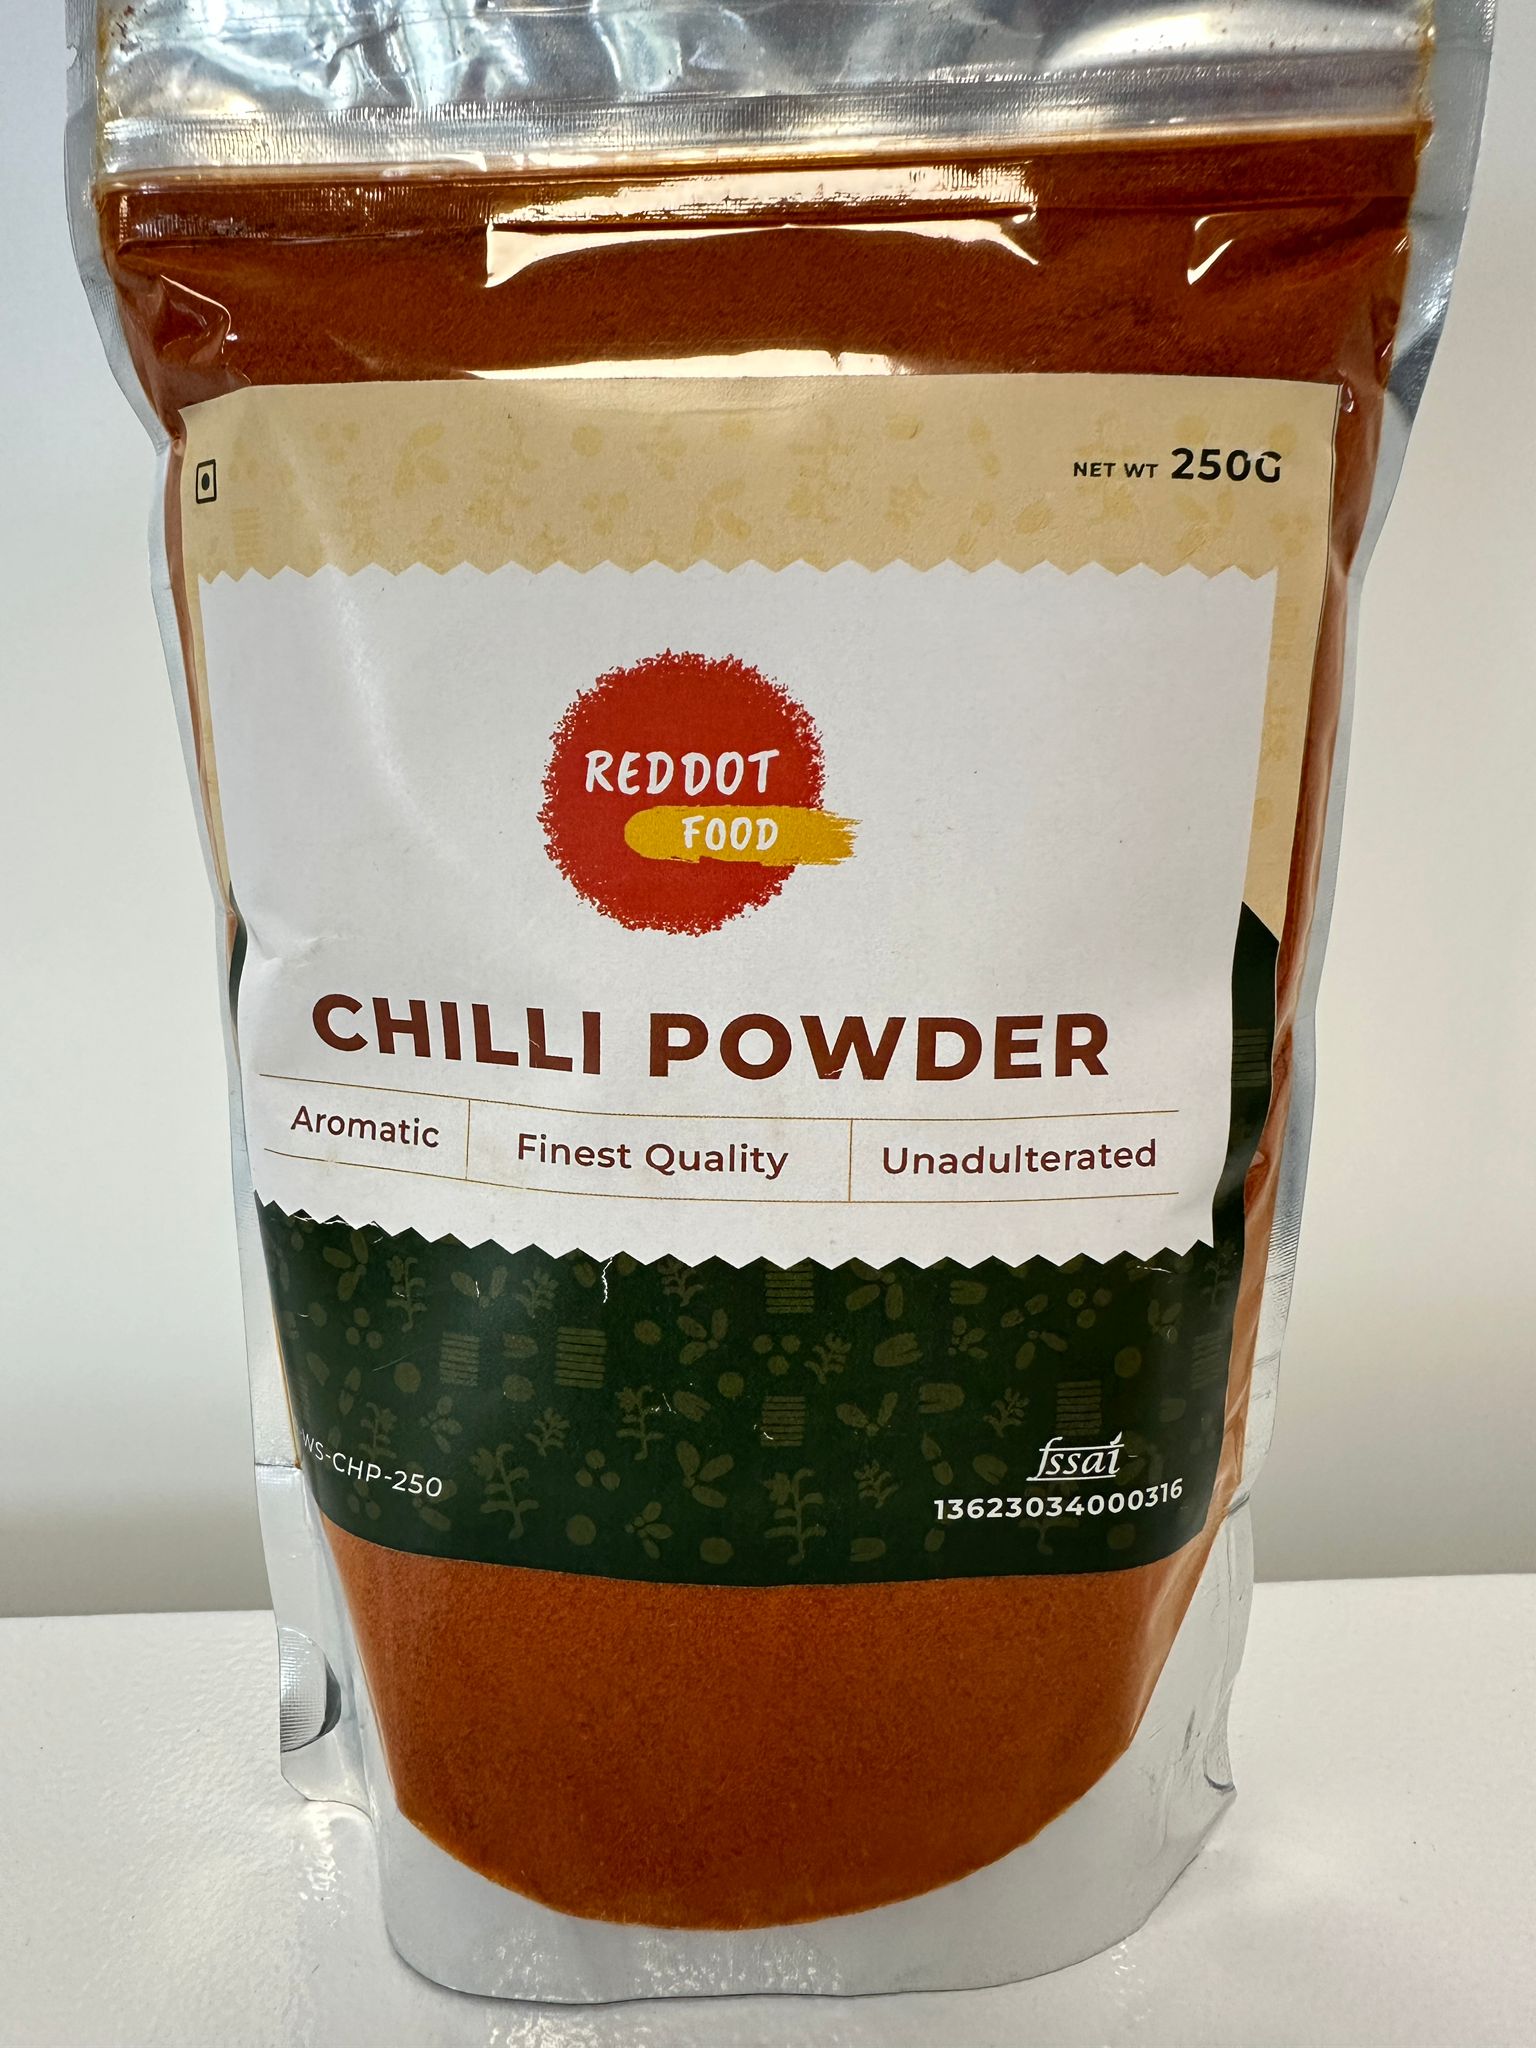 NET WT 250G
REDDOT
FOOD
CHILLI POWDER
Aromatic
Finest Quality
Unadulterated
WS-CHP-250
fssai
13623034000316